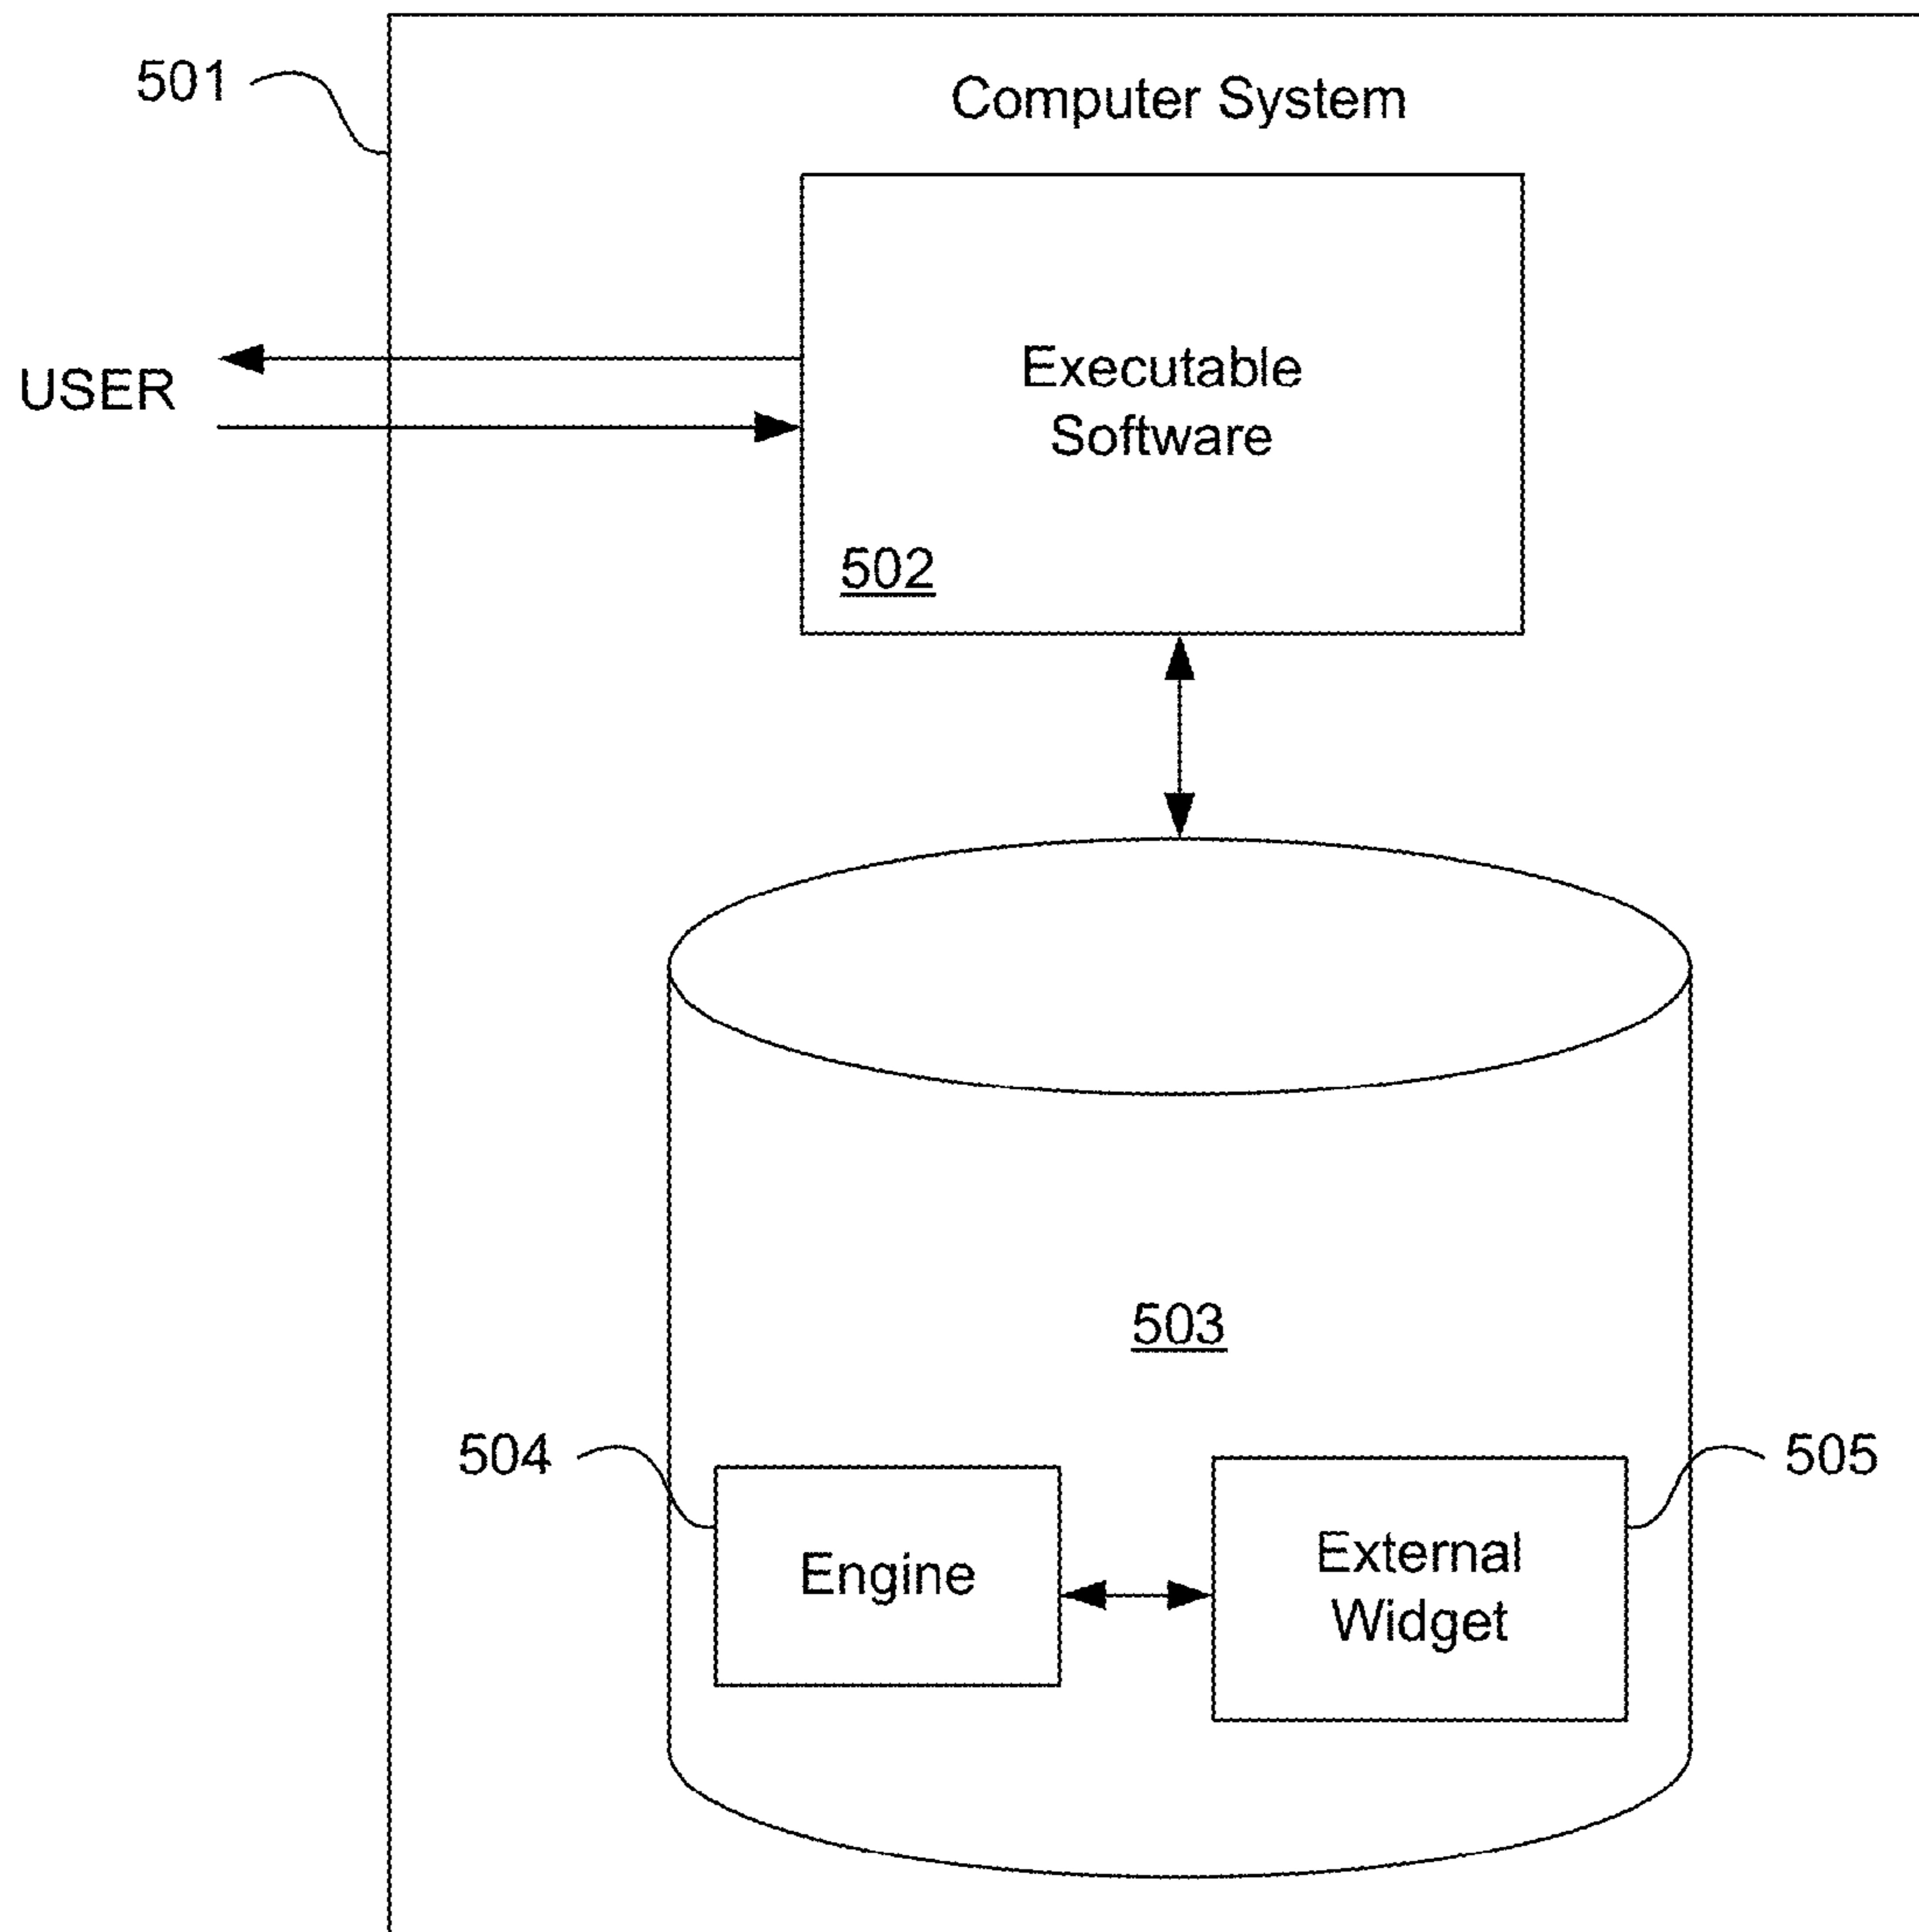 501
Computer System
USER
Executable
Software
502
503
504
505
Engine
External
Widget